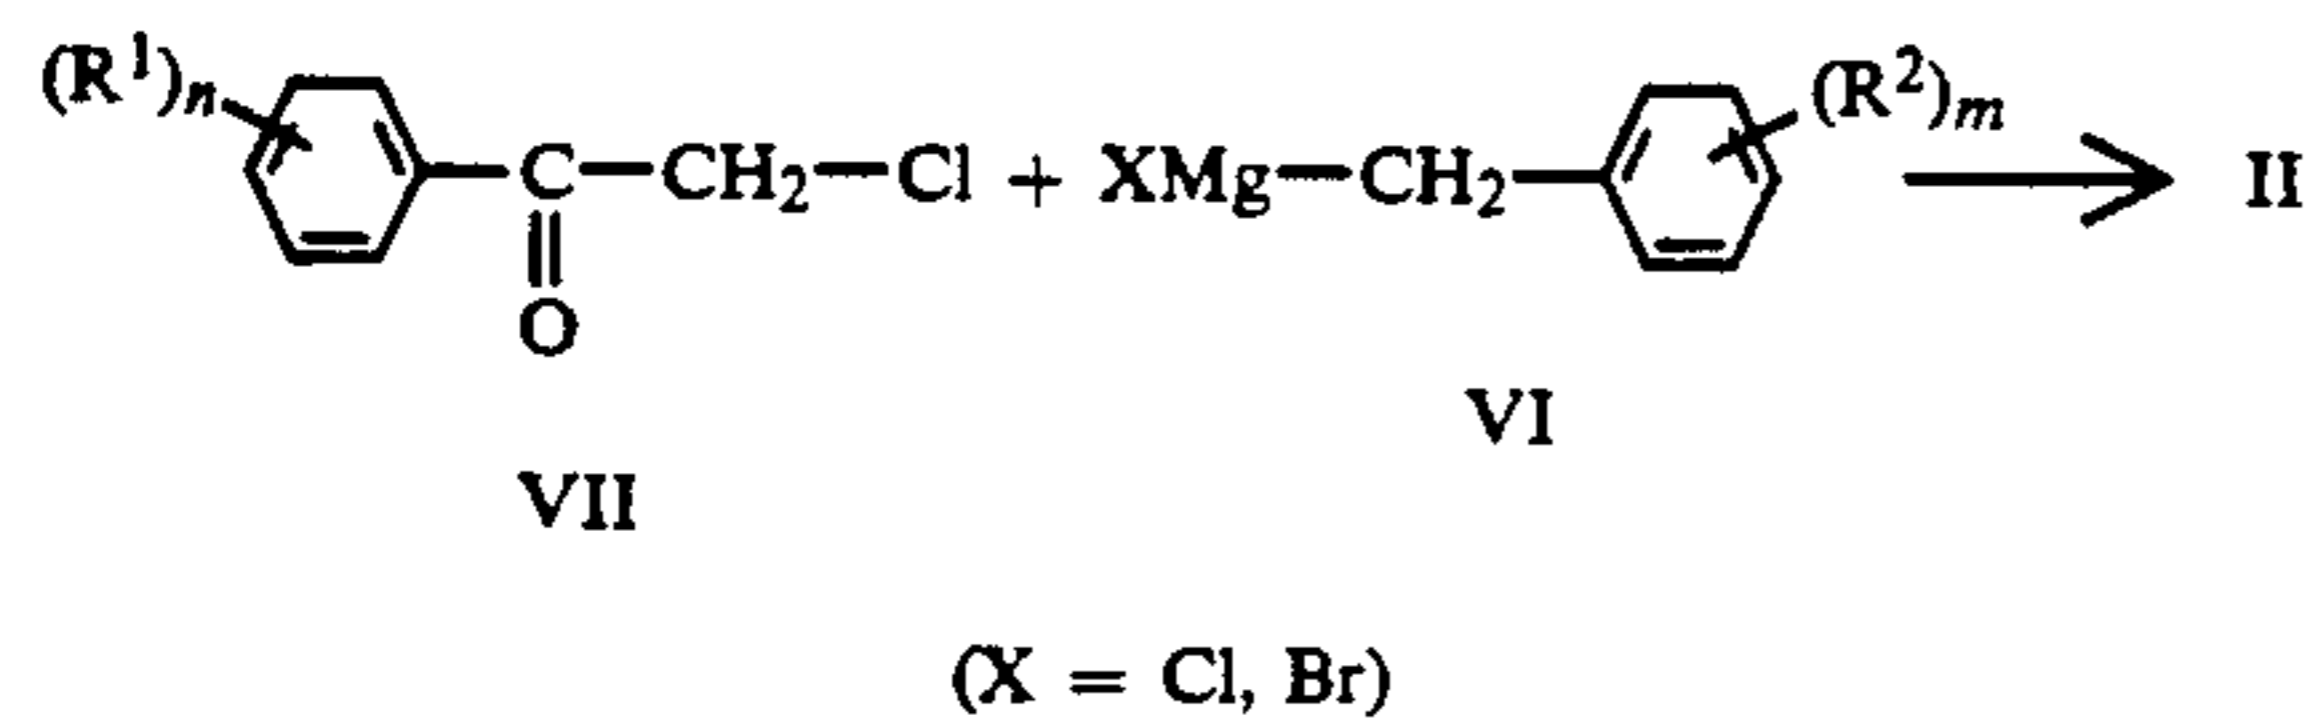 (R¹)ₙ C—CH₂—Cl + XMg—CH₂ (R²)ₘ II
O
VI
VII
(X = Cl, Br)